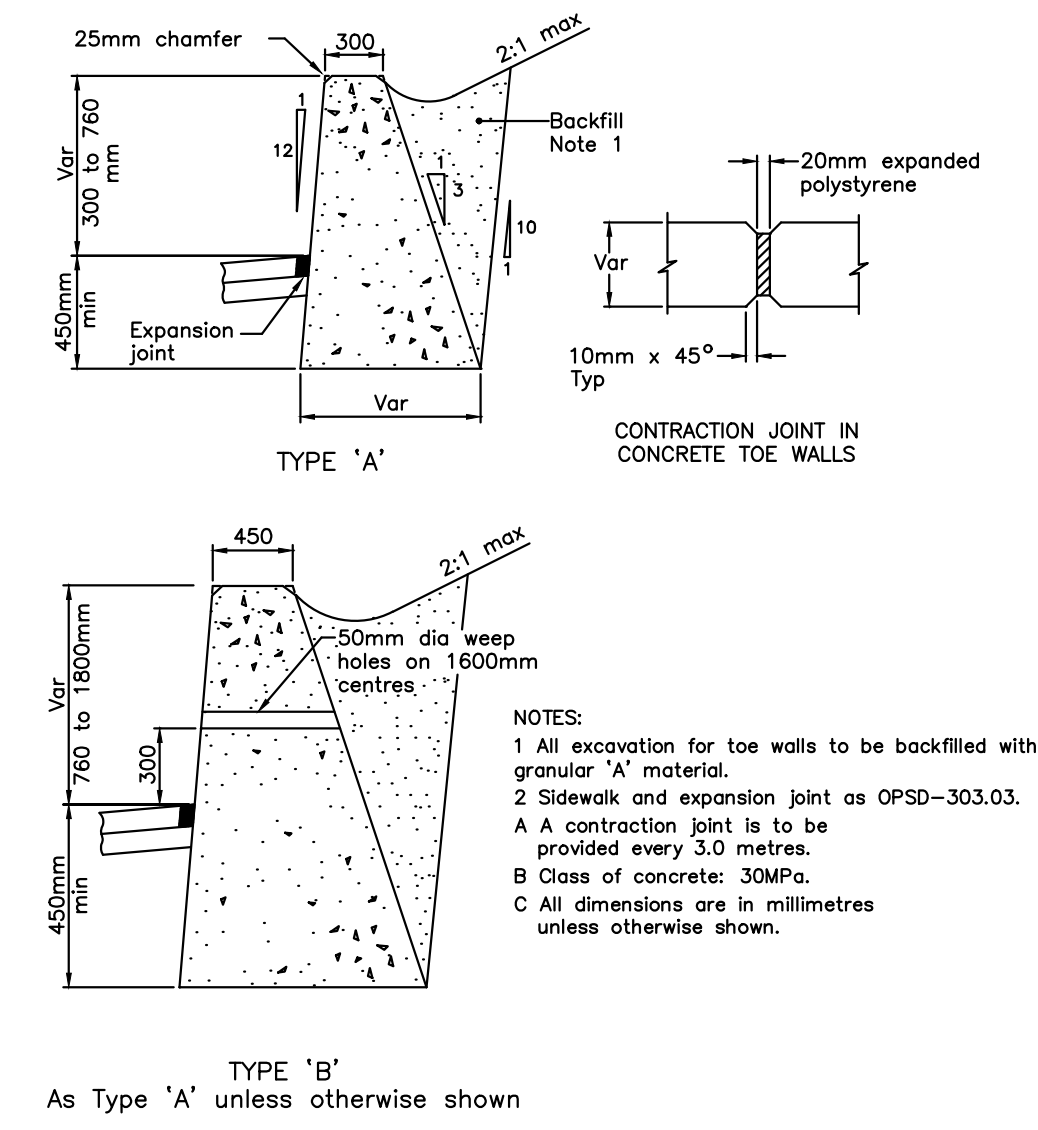 25mm chamfer
300
2:1 max
Var
300 to 760
mm
1
12
Backfill
Note 1
1
3
10
1
450mm
min
Expansion
joint
Var
TYPE 'A'
20mm expanded
polystyrene
Var
10mm x 45°
Typ
CONTRACTION JOINT IN
CONCRETE TOE WALLS
450
2:1 max
Var
760 to 1800mm
50mm dia weep
holes on 1600mm
centres
300
450mm
min
NOTES:
1 All excavation for toe walls to be backfilled with
granular 'A' material.
2 Sidewalk and expansion joint as OPSD-303.03.
A A contraction joint is to be
provided every 3.0 metres.
B Class of concrete: 30MPa.
C All dimensions are in millimetres
unless otherwise shown.
TYPE 'B'
As Type 'A' unless otherwise shown